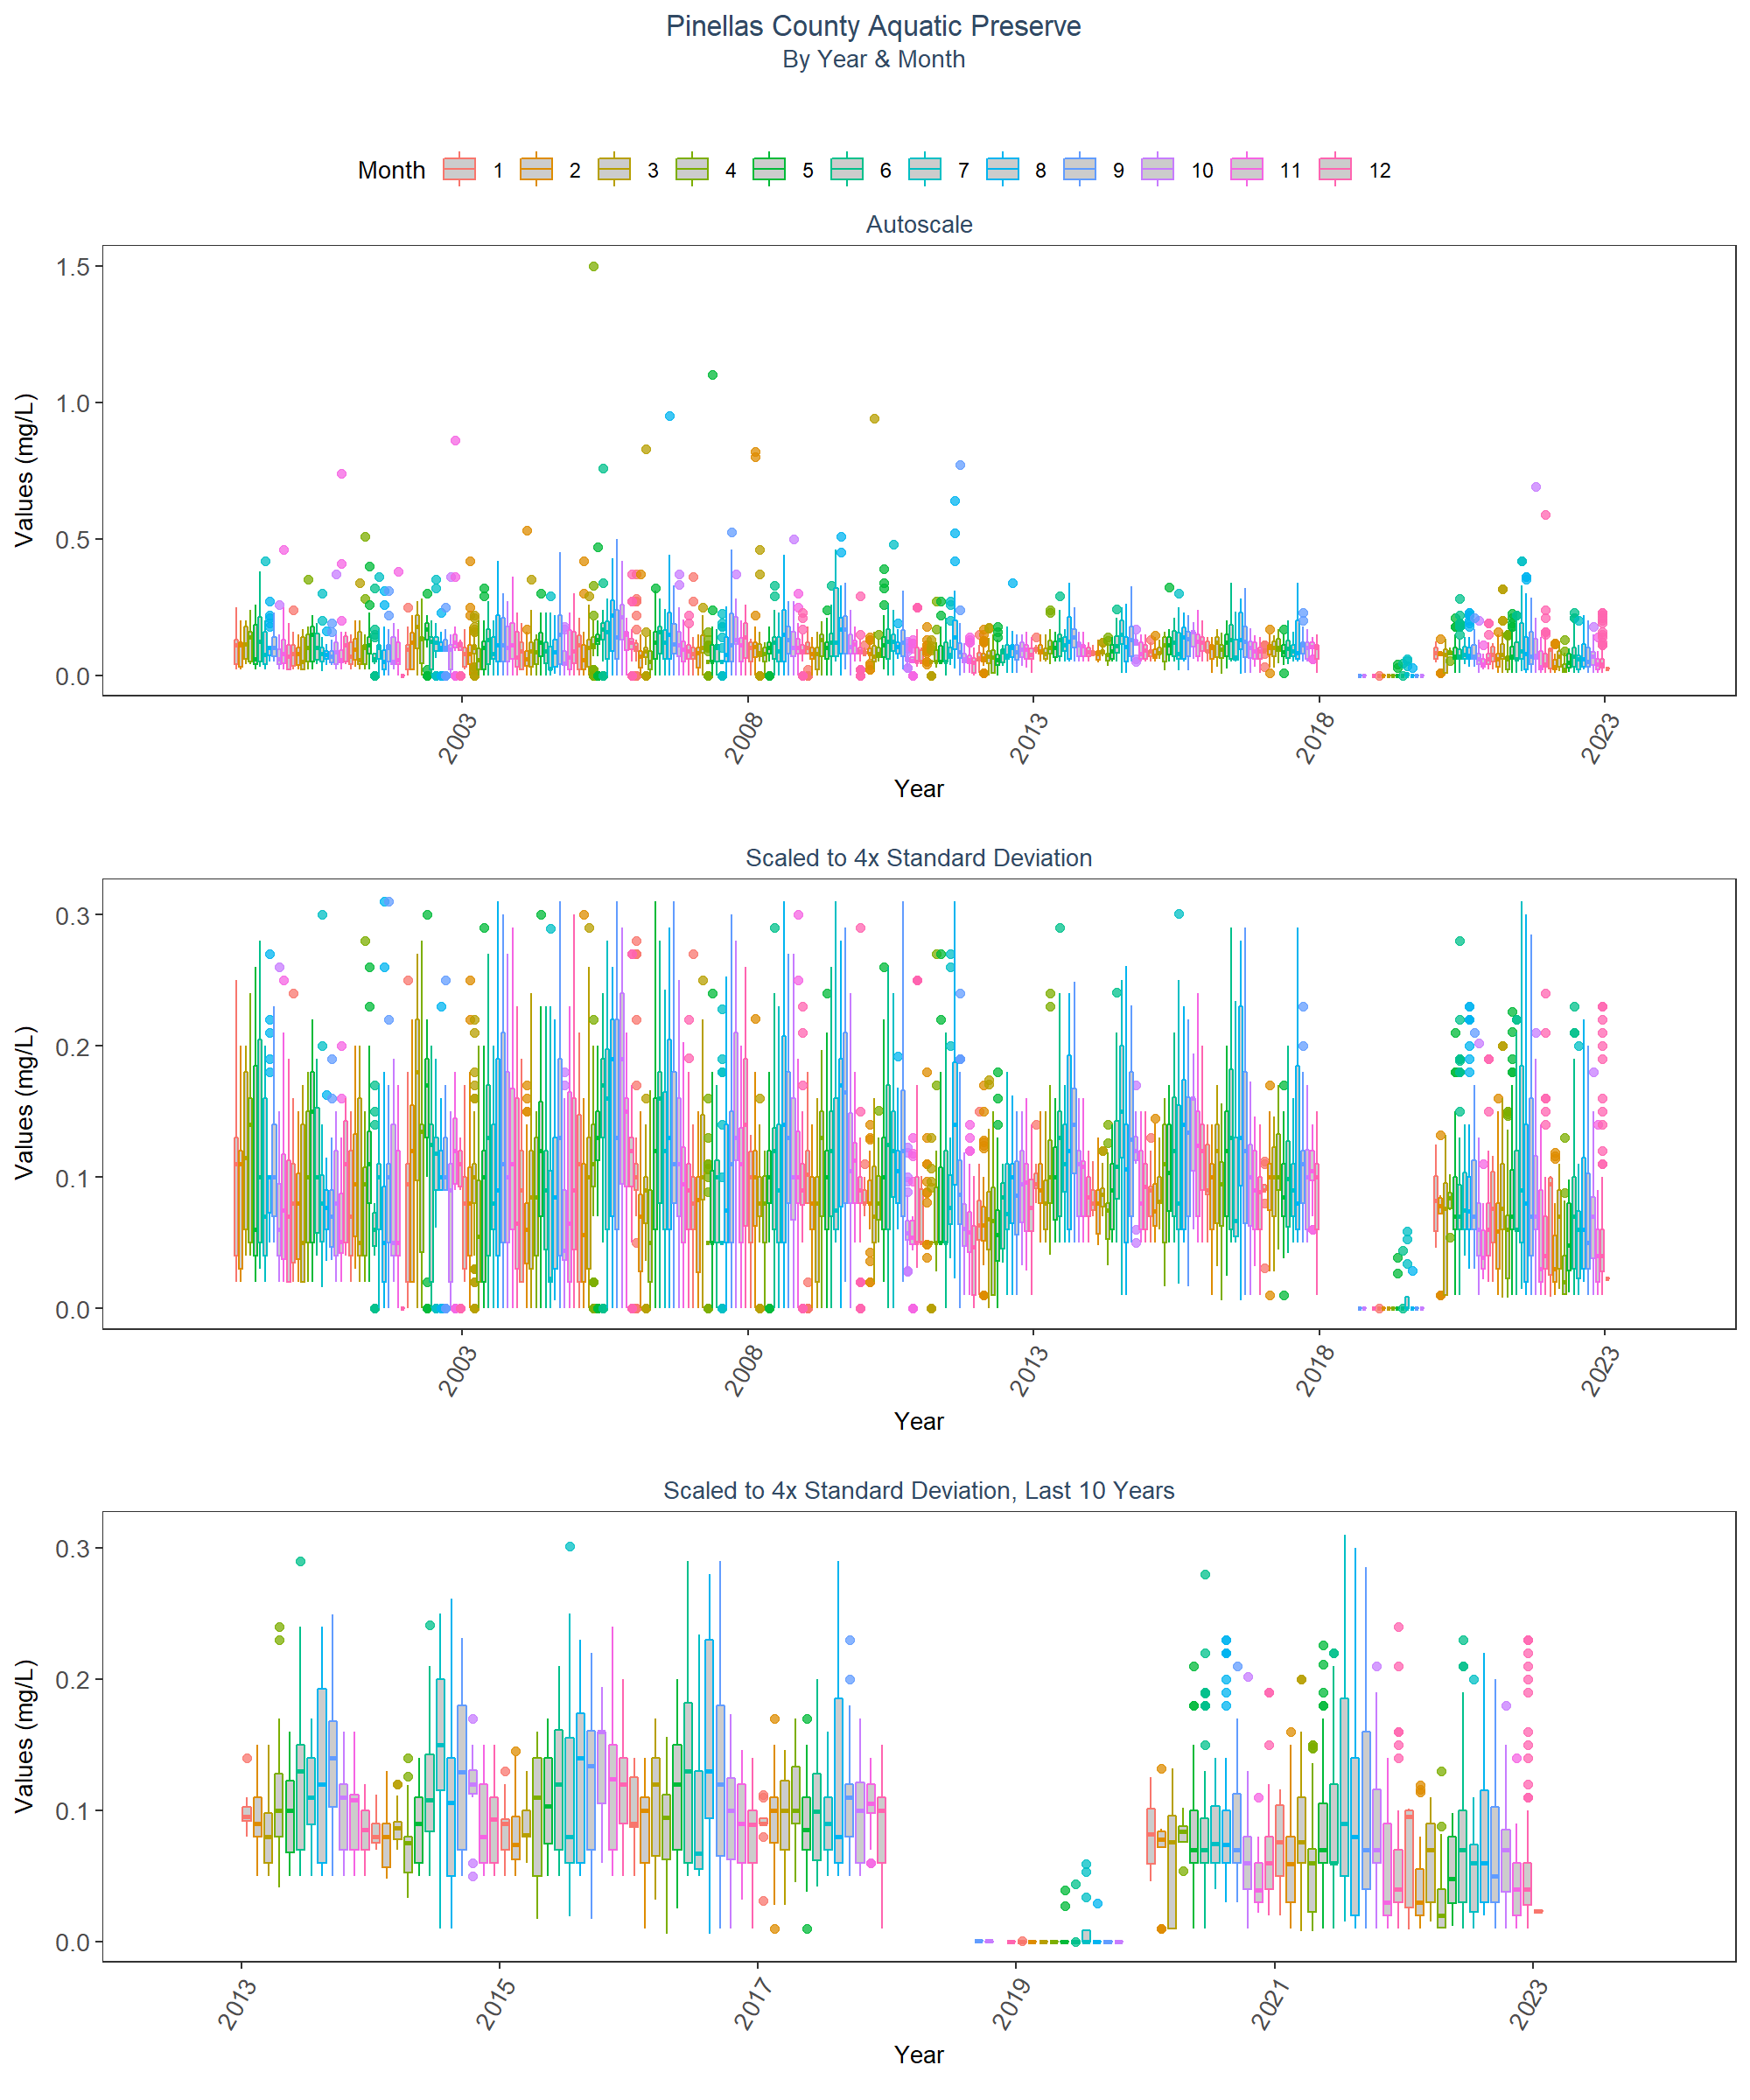 Pinellas County Aquatic Preserve
By Year & Month
Month 1 2 3 4 5 6 7 8 9 10 11 12
Autoscale
1.5
1.0
0.5
0.0
Values (mg/L)
2003 2008 2013 2018 2023
Year
Scaled to 4x Standard Deviation
0.3
0.2
0.1
0.0
Values (mg/L)
2003 2008 2013 2018 2023
Year
Scaled to 4x Standard Deviation, Last 10 Years
0.3
0.2
0.1
0.0
Values (mg/L)
2013 2015 2017 2019 2021 2023
Year